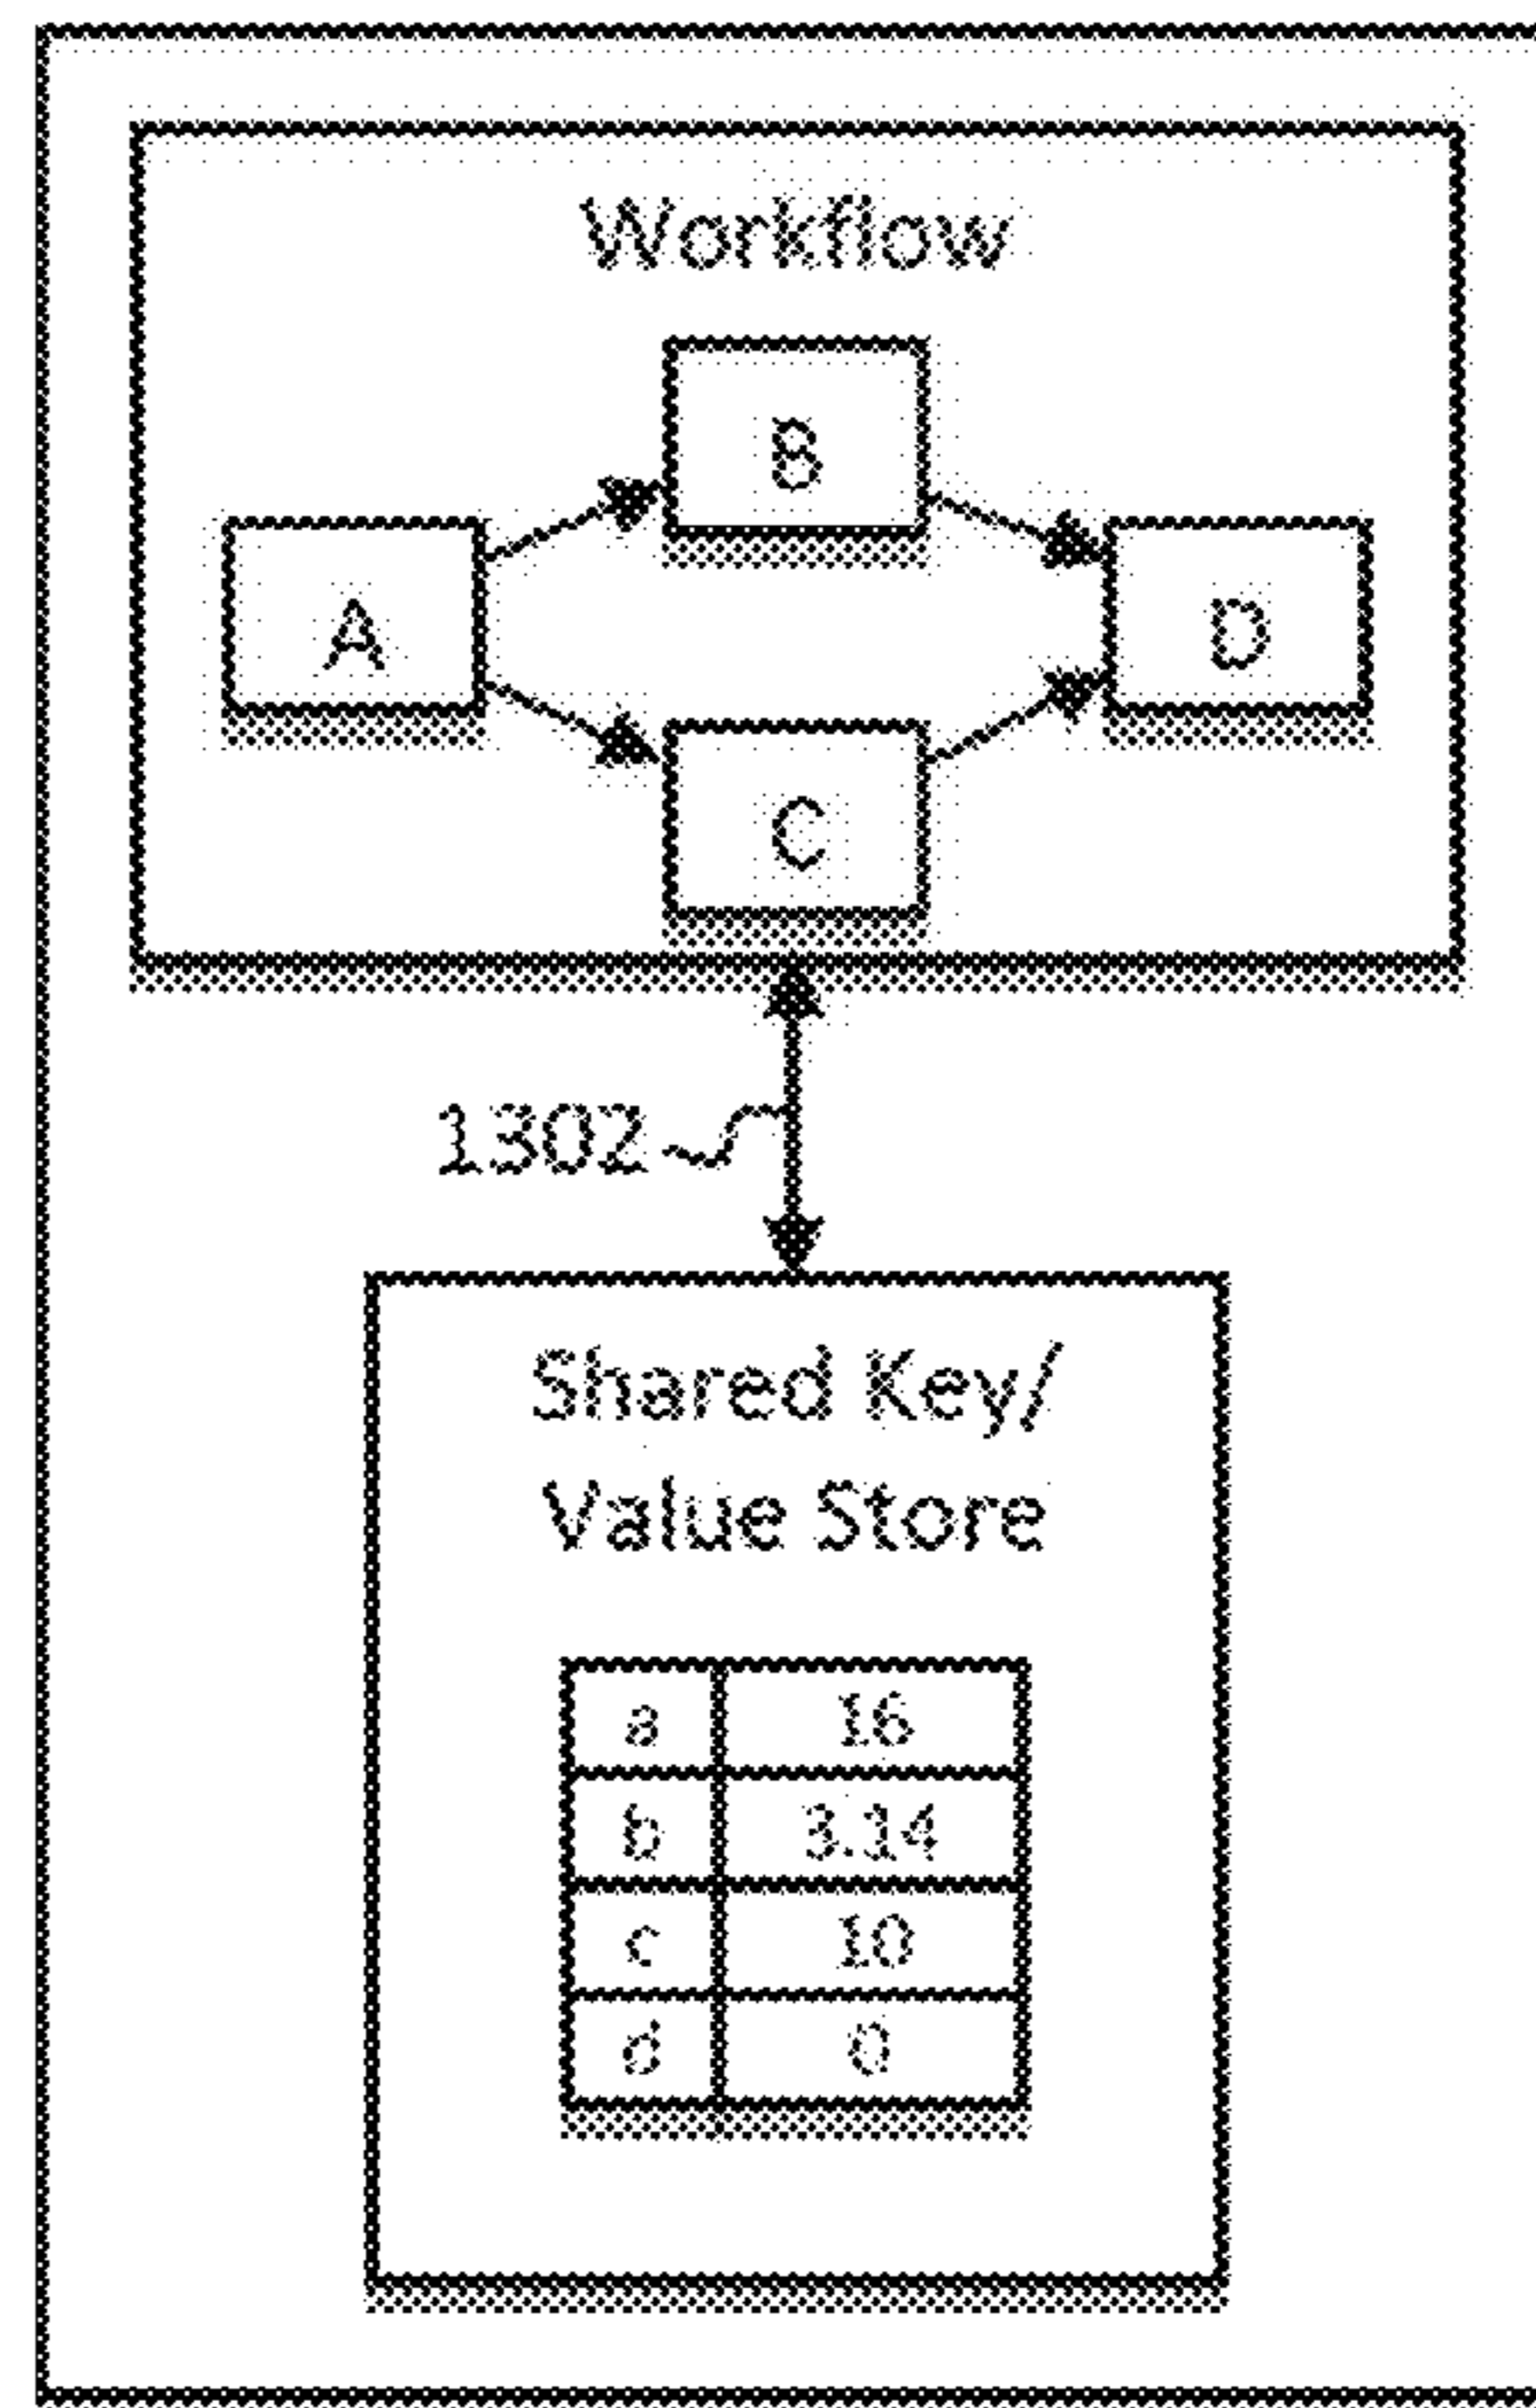 Workflow
B
A
D
C
1302
Shared Key/
Value Store
a 16
b 3.14
c 10
d 0